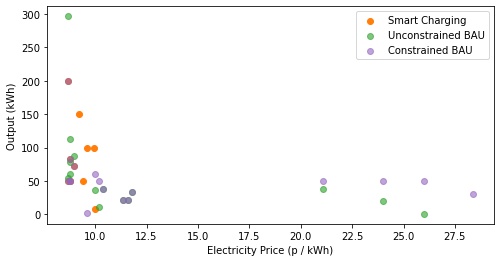 Smart Charging
Unconstrained BAU
Constrained BAU
Output (kWh)
300
250
200
150
100
50
0
10.0 12.5 15.0 17.5 20.0 22.5 25.0 27.5
Electricity Price (p / kWh)